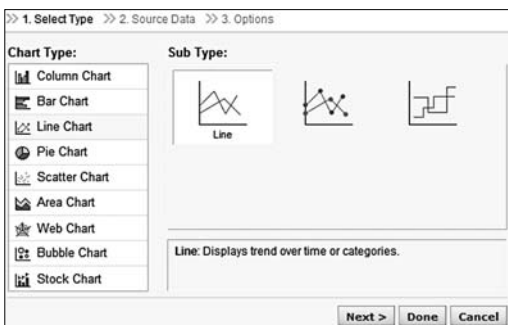 >> 1. Select Type >> 2. Source Data >> 3. Options
Chart Type:
Column Chart
Bar Chart
Line Chart
Pie Chart
Scatter Chart
Area Chart
Web Chart
Bubble Chart
Stock Chart
Sub Type:
Line
Line: Displays trend over time or categories.
Next > Done Cancel